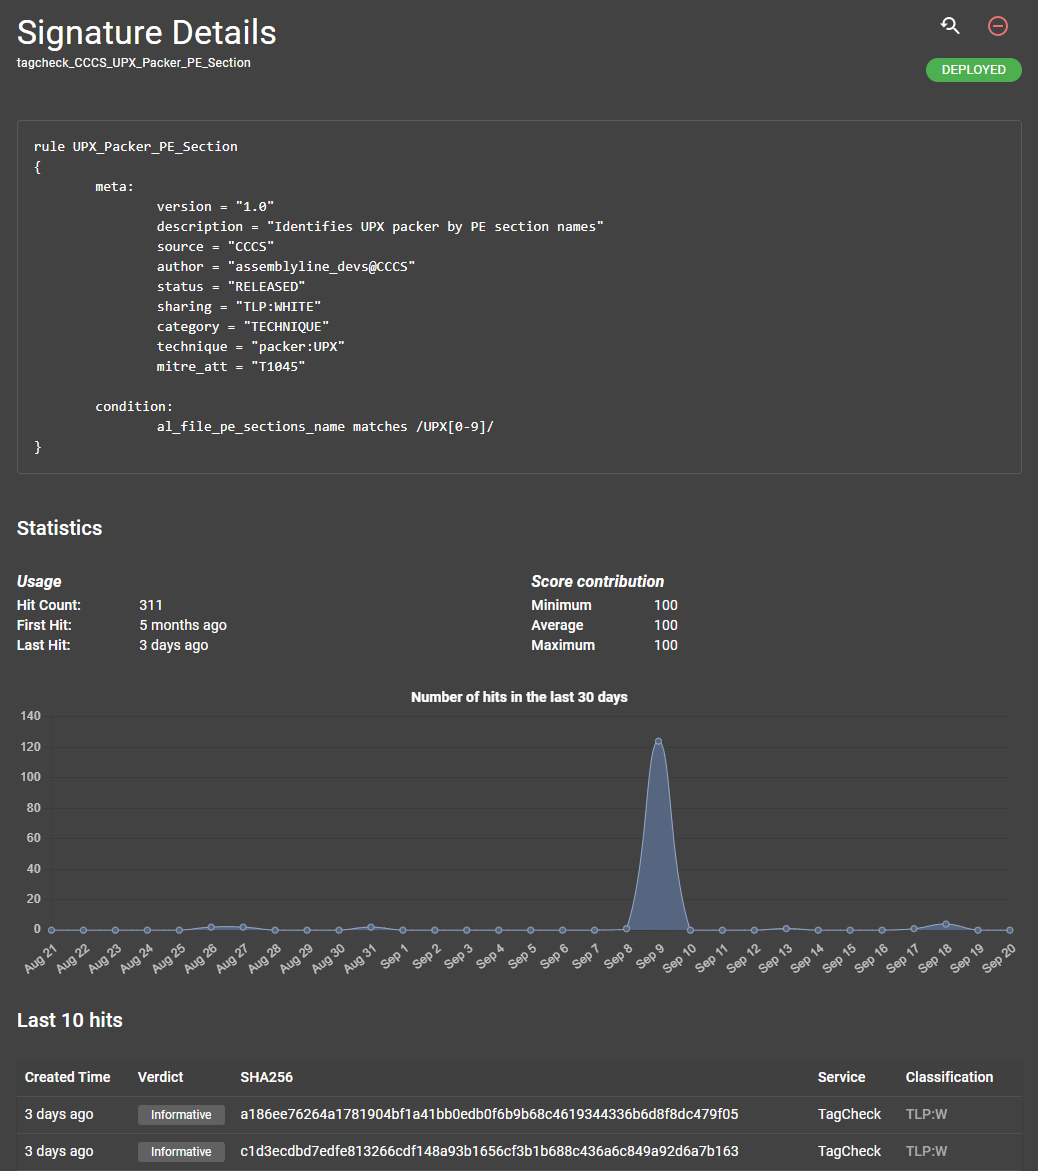 Signature Details
tagcheck_CCCS_UPX_Packer_PE_Section
DEPLOYED
rule UPX_Packer_PE_Section
{
meta:
version = "1.0"
description = "Identifies UPX packer by PE section names"
source = "CCCS"
author = "assemblyline_devs@CCCS"
status = "RELEASED"
sharing = "TLP:WHITE"
category = "TECHNIQUE"
technique = "packer:UPX"
mitre_att = "T1045"
condition:
al_file_pe_sections_name matches /UPX[0-9]/
}
Statistics
Usage
Hit Count: 311
First Hit: 5 months ago
Last Hit: 3 days ago
Score contribution
Minimum 100
Average 100
Maximum 100
Number of hits in the last 30 days
140
120
100
80
60
40
20
0
Aug 21 Aug 22 Aug 23 Aug 24 Aug 25 Aug 26 Aug 27 Aug 28 Aug 29 Aug 30 Aug 31 Sep 1 Sep 2 Sep 3 Sep 4 Sep 5 Sep 6 Sep 7 Sep 8 Sep 9 Sep 10 Sep 11 Sep 12 Sep 13 Sep 14 Sep 15 Sep 16 Sep 17 Sep 18 Sep 19 Sep 20
Last 10 hits
Created Time Verdict SHA256 Service Classification
3 days ago Informative a186ee76264a1781904bf1a41bb0edb0f6b9b68c4619344336b6d8f8dc479f05 TagCheck TLP:W
3 days ago Informative c1d3ecdbd7edfe813266cdf148a93b1656cf3b1b688c436a6c849a92d6a7b163 TagCheck TLP:W